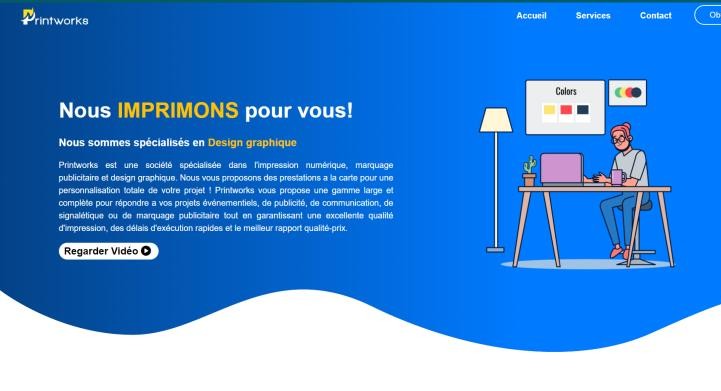 Printworks
Accueil Services Contact Ob
Colors
Nous IMPRIMONS pour vous!
Nous sommes spécialisés en Design graphique
Printworks est une société spécialisée dans l'impression numérique, marquage
publicitaire et design graphique. Nous vous proposons des prestations a la carte pour une
personnalisation totale de votre projet ! Printworks vous propose une gamme large et
complète pour répondre a vos projets événementiels, de publicité, de communication, de
signalétique ou de marquage publicitaire tout en garantissant une excellente qualité
d'impression, des délais d'exécution rapides et le meilleur rapport qualité-prix.
Regarder Vidéo